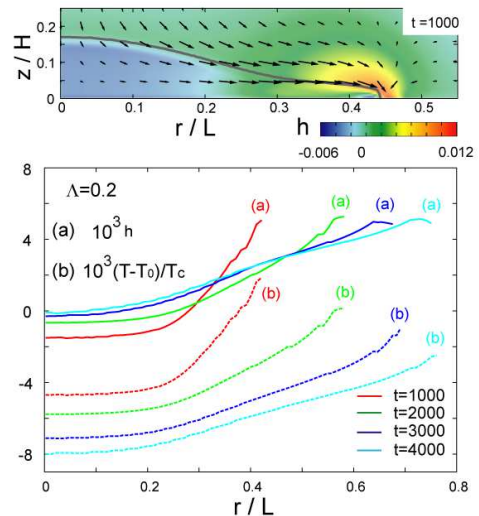 t=1000
z / H
0.2
0.1
0
0 0.1 0.2 0.3 0.4 0.5
r / L
h
-0.006 0 0.012
8
4
0
-4
-8
Λ=0.2
(a) 10³h
(b) 10³(T-T₀)/Tc
(a)
(a)
(a)
(a)
(b)
(b)
(b)
(b)
t=1000
t=2000
t=3000
t=4000
0 0.2 0.4 0.6 0.8
r / L